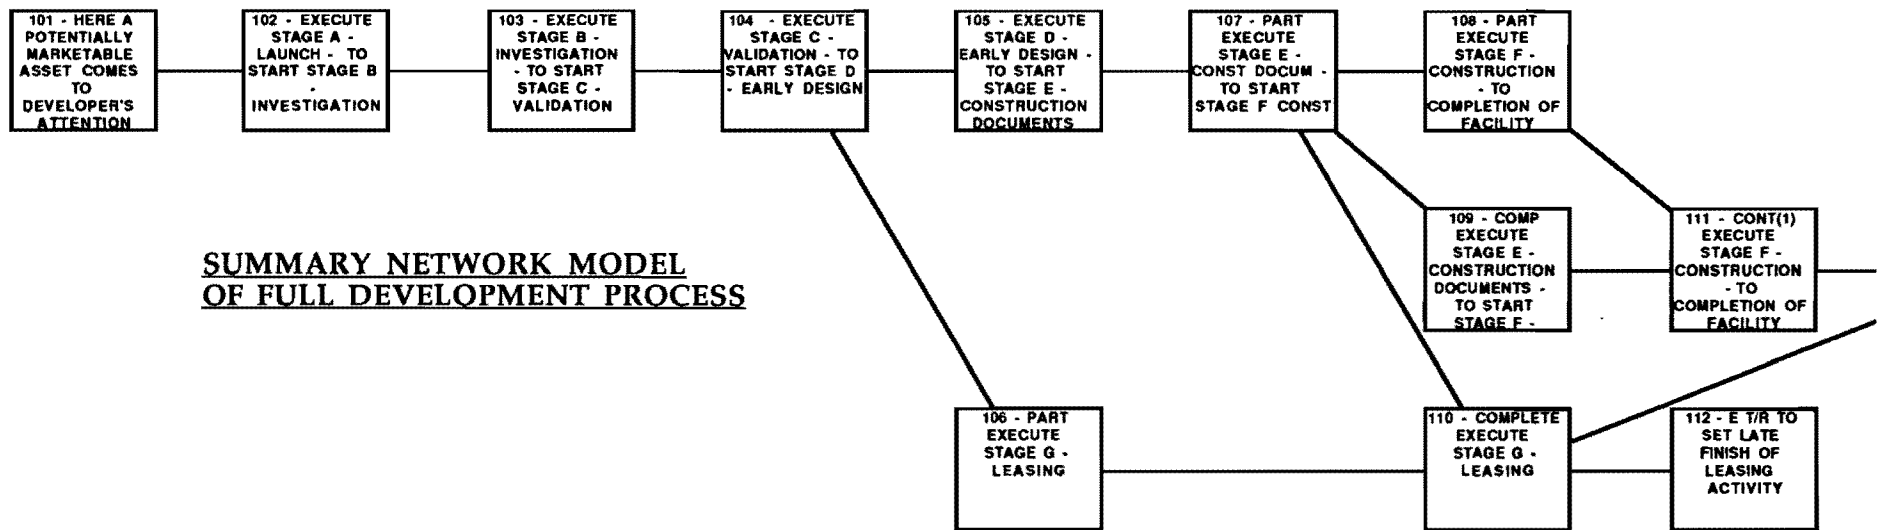 101 - HERE A
POTENTIALLY
MARKETABLE
ASSET COMES
TO
DEVELOPER'S
ATTENTION
102 - EXECUTE
STAGE A -
LAUNCH - TO
START STAGE B
-
INVESTIGATION
103 - EXECUTE
STAGE B -
INVESTIGATION
- TO START
STAGE C -
VALIDATION
104 - EXECUTE
STAGE C -
VALIDATION - TO
START STAGE D
- EARLY DESIGN
105 - EXECUTE
STAGE D -
EARLY DESIGN -
TO START
STAGE E -
CONSTRUCTION
DOCUMENTS
107 - PART
EXECUTE
STAGE E -
CONST DOCUM -
TO START
STAGE F CONST
108 - PART
EXECUTE
STAGE F -
CONSTRUCTION
- TO
COMPLETION OF
FACILITY
SUMMARY NETWORK MODEL
OF FULL DEVELOPMENT PROCESS
109 - COMP
EXECUTE
STAGE E -
CONSTRUCTION
DOCUMENTS -
TO START
STAGE F -
111 - CONT(1)
EXECUTE
STAGE F -
CONSTRUCTION
- TO
COMPLETION OF
FACILITY
106 - PART
EXECUTE
STAGE G -
LEASING
110 - COMPLETE
EXECUTE
STAGE G -
LEASING
112 - E T/R TO
SET LATE
FINISH OF
LEASING
ACTIVITY